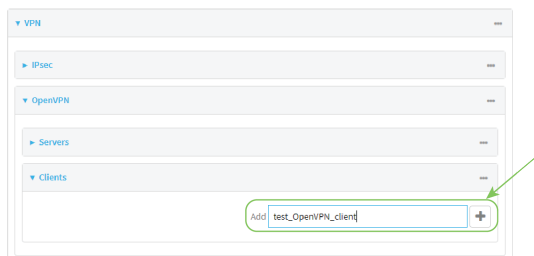 VPN
IPsec
OpenVPN
Servers
Clients
Add test_OpenVPN_client